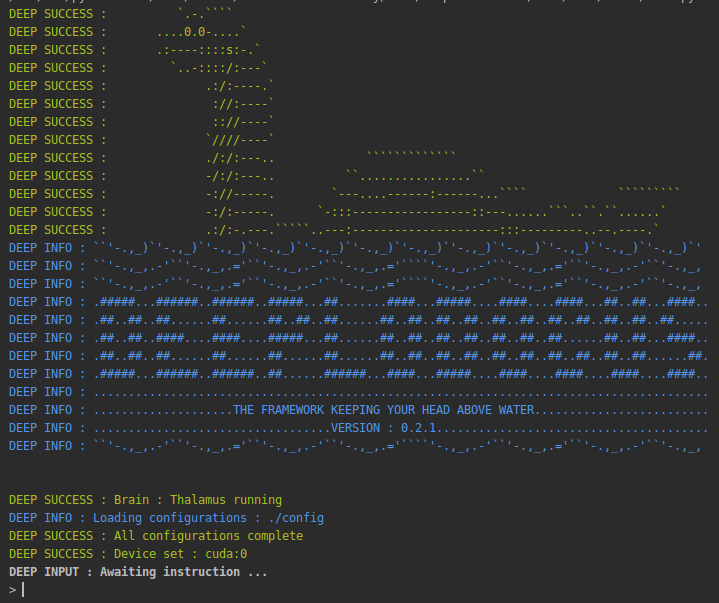 DEEP SUCCESS :          `.-.````
DEEP SUCCESS :       ....0.0-....`
DEEP SUCCESS :       .:----::::s:-.`
DEEP SUCCESS :         `..-::::/:---`
DEEP SUCCESS :              .:/:----.`
DEEP SUCCESS :               ://:----`
DEEP SUCCESS :               :://----`
DEEP SUCCESS :              `////----`
DEEP SUCCESS :              ./:/:---..             `````````````
DEEP SUCCESS :              -/:/:---..          ``................``
DEEP SUCCESS :              -://-----.        `---....------:------...````             `````````
DEEP SUCCESS :              -:/:-----.      `-:::-----------------::---......```..``.``......`
DEEP SUCCESS :              .:/:-.---.`````..---:---------------------:::---------..--.----.`
DEEP INFO : ``'-.,_)`'-.,_)`'-.,_)`'-.,_)`'-.,_)`'-.,_)`'-.,_)`'-.,_)`'-.,_)`'-.,_)`'-.,_)`'-.,_)`'
DEEP INFO : ``'-.,_,.-'``'-.,_,.='``'-.,_,.-'``'-.,_,.='````'-.,_,.-'``'-.,_,.='``'-.,_,.-'``'-.,_,
DEEP INFO : ``'-.,_,.-'``'-.,_,.='``'-.,_,.-'``'-.,_,.='````'-.,_,.-'``'-.,_,.='``'-.,_,.-'``'-.,_,
DEEP INFO : .#####...######..######..#####...##.......####...#####....####....####...##..##...####..
DEEP INFO : .##..##..##......##......##..##..##......##..##..##..##..##..##..##..##..##..##..##.....
DEEP INFO : .##..##..####....####....#####...##......##..##..##..##..##..##..##......##..##...####..
DEEP INFO : .##..##..##......##......##......##......##..##..##..##..##..##..##..##..##..##......##.
DEEP INFO : .#####...######..######..##......######...####...#####....####....####....####....####..
DEEP INFO : ........................................................................................
DEEP INFO : ....................THE FRAMEWORK KEEPING YOUR HEAD ABOVE WATER.........................
DEEP INFO : ..................................VERSION : 0.2.1.......................................
DEEP INFO : ``'-.,_,.-'``'-.,_,.='``'-.,_,.-'``'-.,_,.='````'-.,_,.-'``'-.,_,.='``'-.,_,.-'``'-.,_,
DEEP SUCCESS : Brain : Thalamus running
DEEP INFO : Loading configurations : ./config
DEEP SUCCESS : All configurations complete
DEEP SUCCESS : Device set : cuda:0
DEEP INPUT : Awaiting instruction ...
>